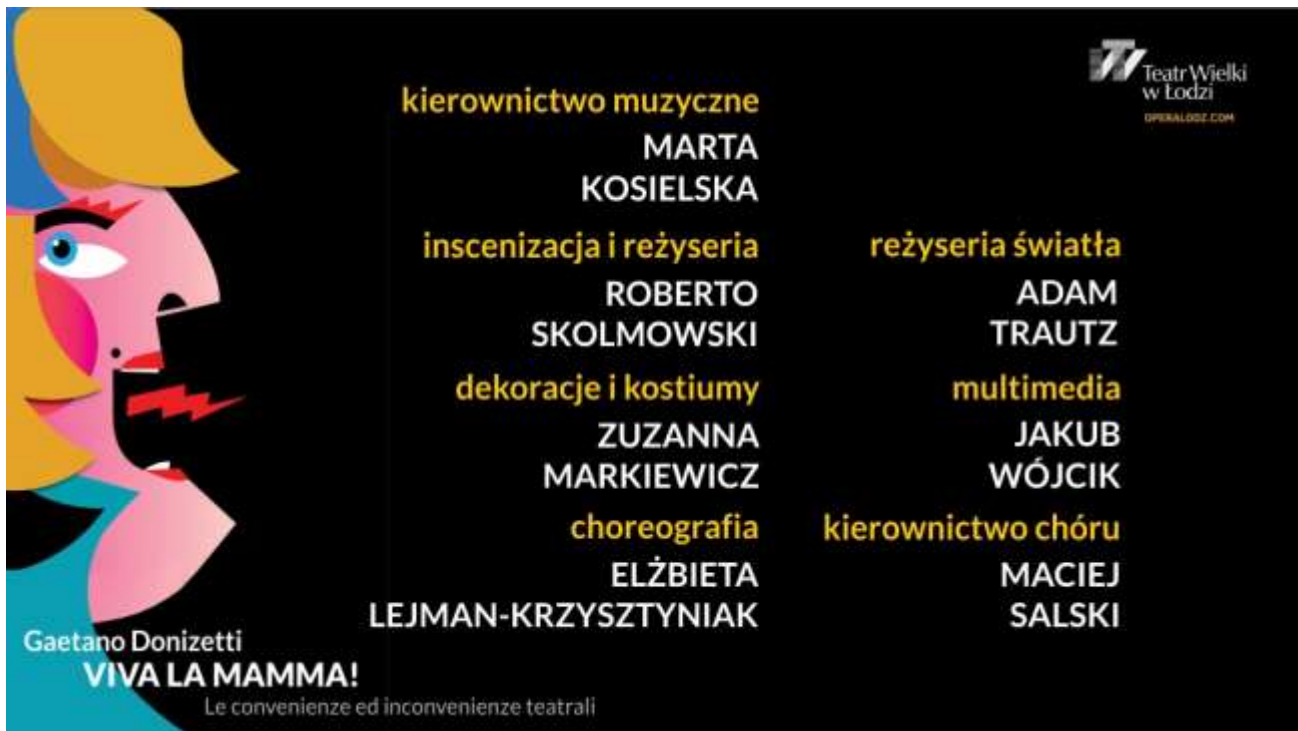 Teatr Wielki
w Łodzi
OPERALODZ.COM
kierownictwo muzyczne
MARTA
KOSIELSKA
inscenizacja i reżyseria
ROBERTO
SKOLMOWSKI
dekoracje i kostiumy
ZUZANNA
MARKIEWICZ
choreografia
ELŻBIETA
LEJMAN-KRZYSZTYNIAK
reżyseria światła
ADAM
TRAUTZ
multimedia
JAKUB
WÓJCIK
kierownictwo chóru
MACIEJ
SALSKI
Gaetano Donizetti
VIVA LA MAMMA!
Le convenienze ed inconvenienze teatrali